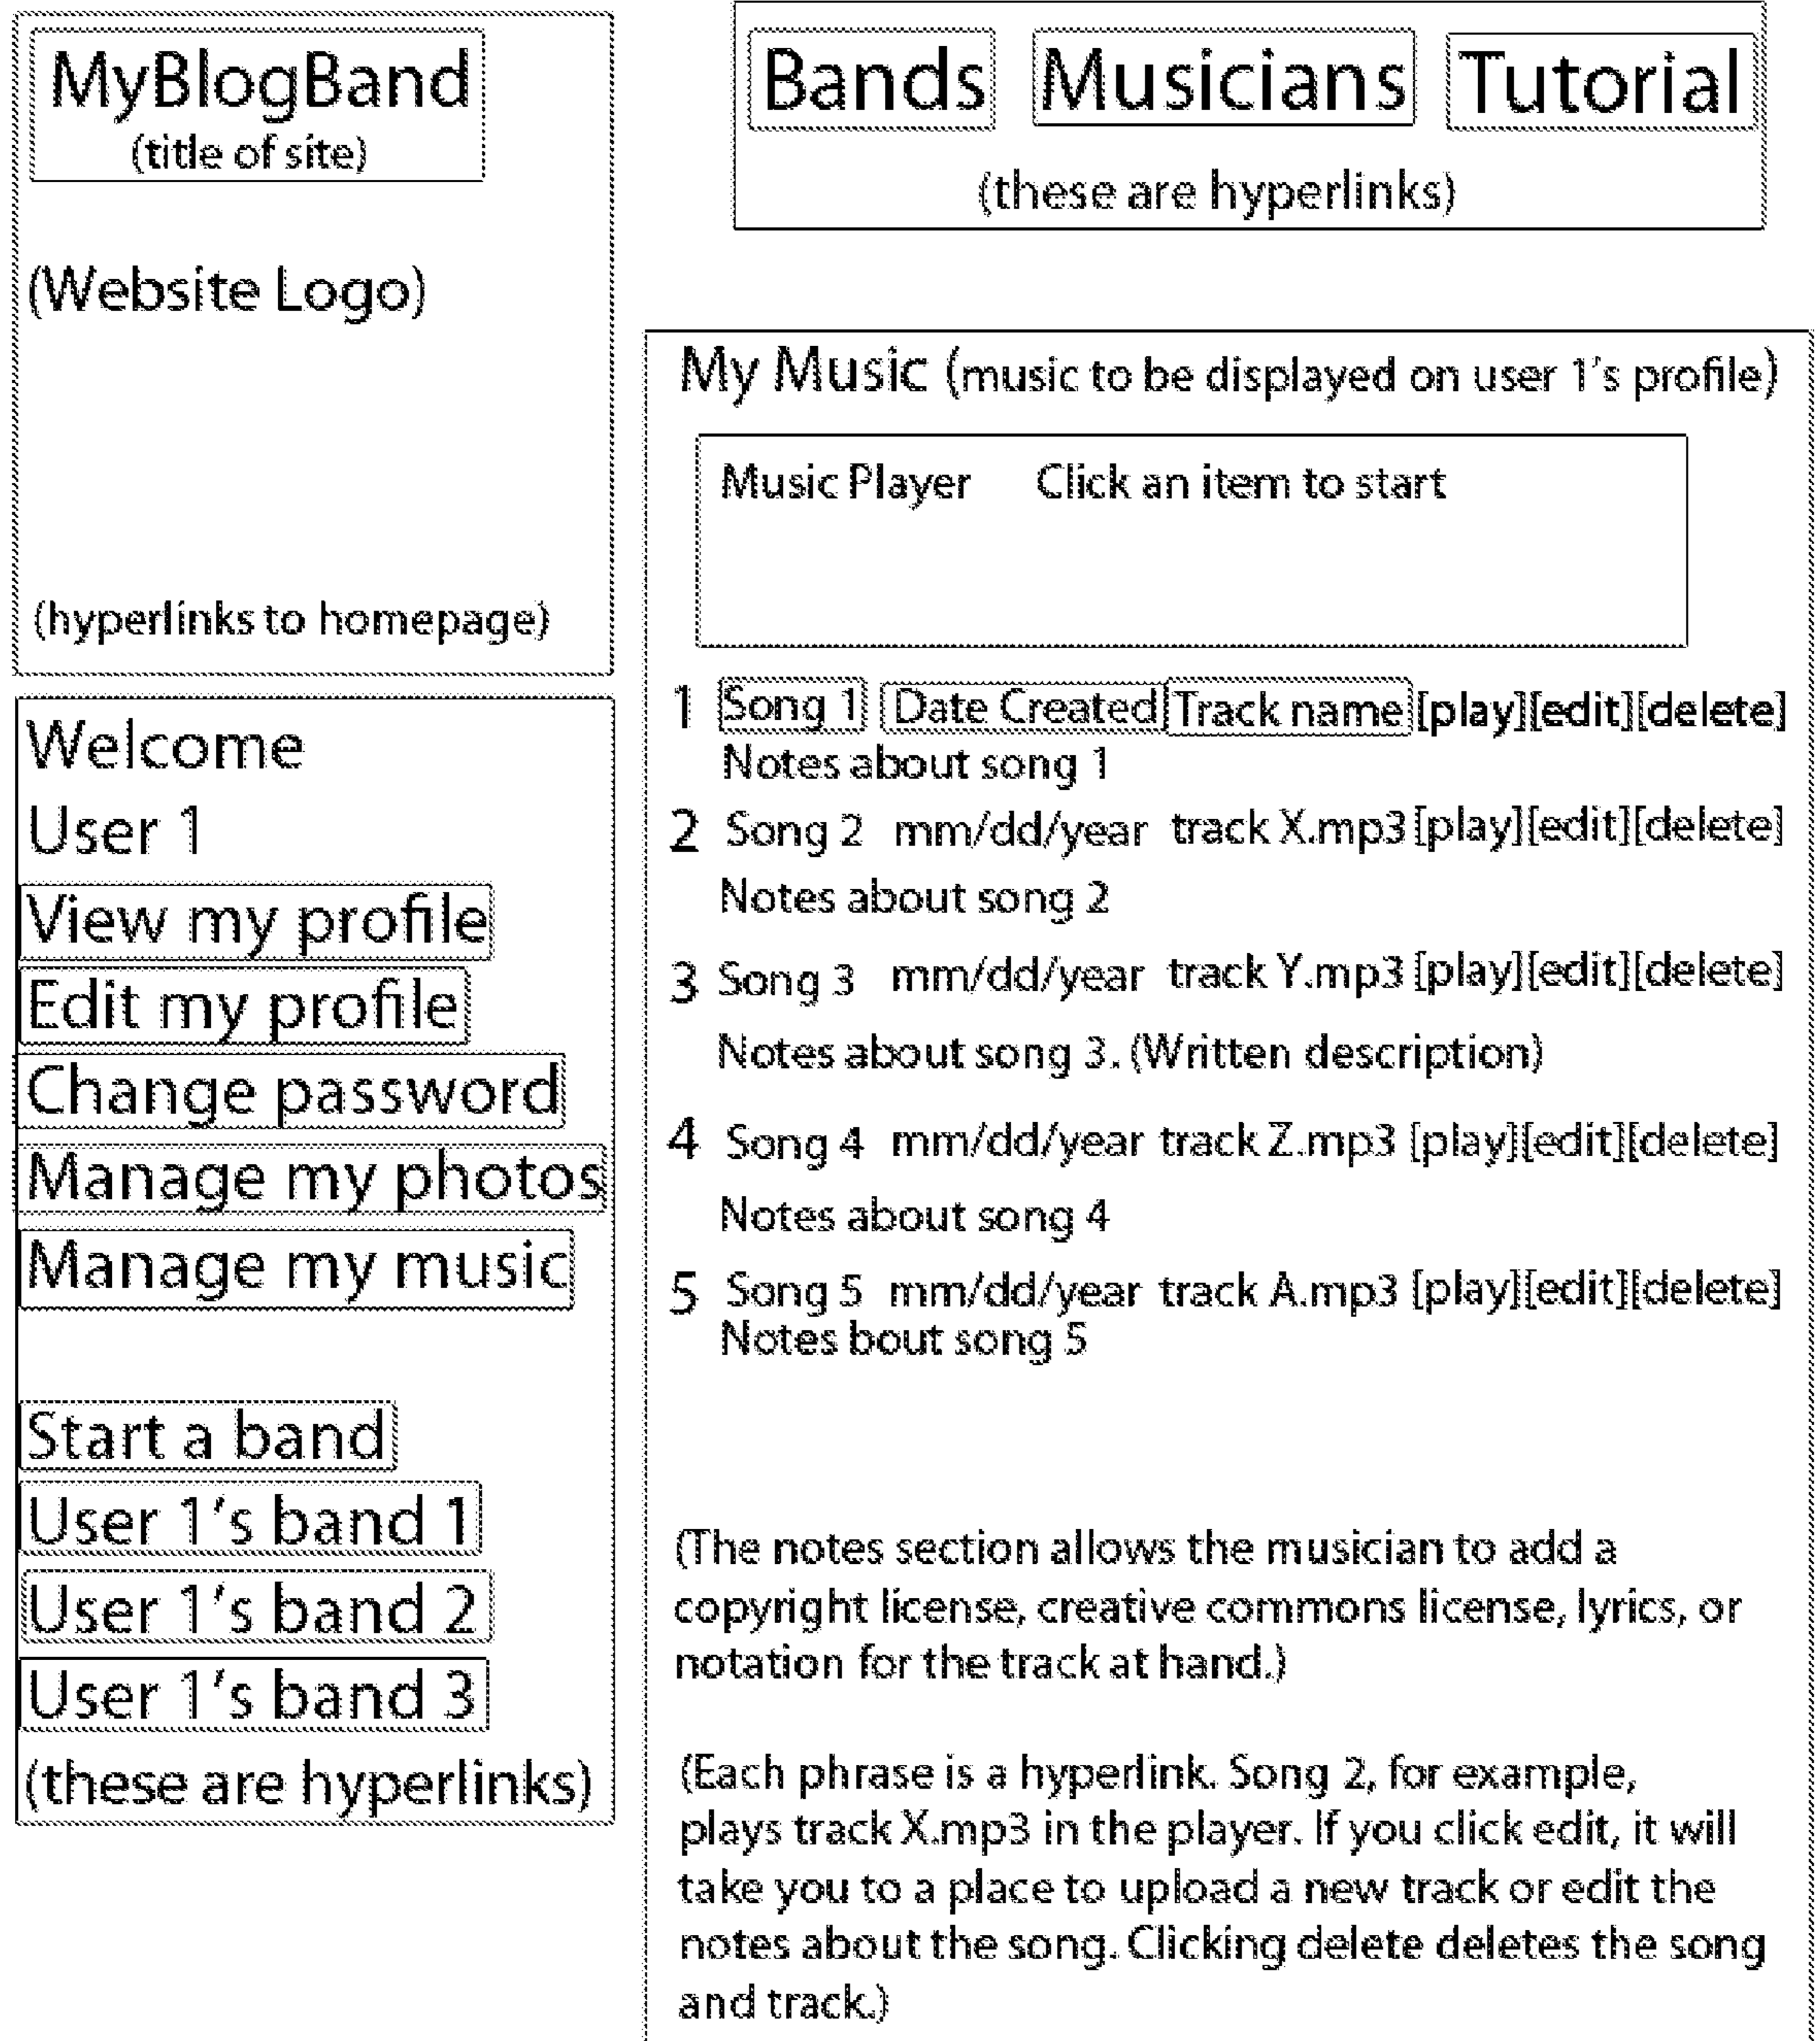 MyBlogBand
(title of site)
(Website Logo)
(hyperlinks to homepage)
Bands Musicians Tutorial
(these are hyperlinks)
Welcome
User 1
View my profile
Edit my profile
Change password
Manage my photos
Manage my music
Start a band
User 1's band 1
User 1's band 2
User 1's band 3
(these are hyperlinks)
My Music (music to be displayed on user 1's profile)
Music Player Click an item to start
1 Song 1 Date Created Track name [play][edit][delete]
Notes about song 1
2 Song 2 mm/dd/year track X.mp3 [play][edit][delete]
Notes about song 2
3 Song 3 mm/dd/year track Y.mp3 [play][edit][delete]
Notes about song 3. (Written description)
4 Song 4 mm/dd/year track Z.mp3 [play][edit][delete]
Notes about song 4
5 Song 5 mm/dd/year track A.mp3 [play][edit][delete]
Notes bout song 5
(The notes section allows the musician to add a
copyright license, creative commons license, lyrics, or
notation for the track at hand.)
(Each phrase is a hyperlink. Song 2, for example,
plays track X.mp3 in the player. If you click edit, it will
take you to a place to upload a new track or edit the
notes about the song. Clicking delete deletes the song
and track.)